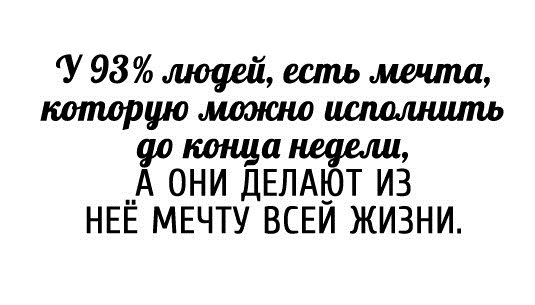 У 93% людей, есть мечта,
которую можно исполнить
до конца недели,
А ОНИ ДЕЛАЮТ ИЗ
НЕЁ МЕЧТУ ВСЕЙ ЖИЗНИ.